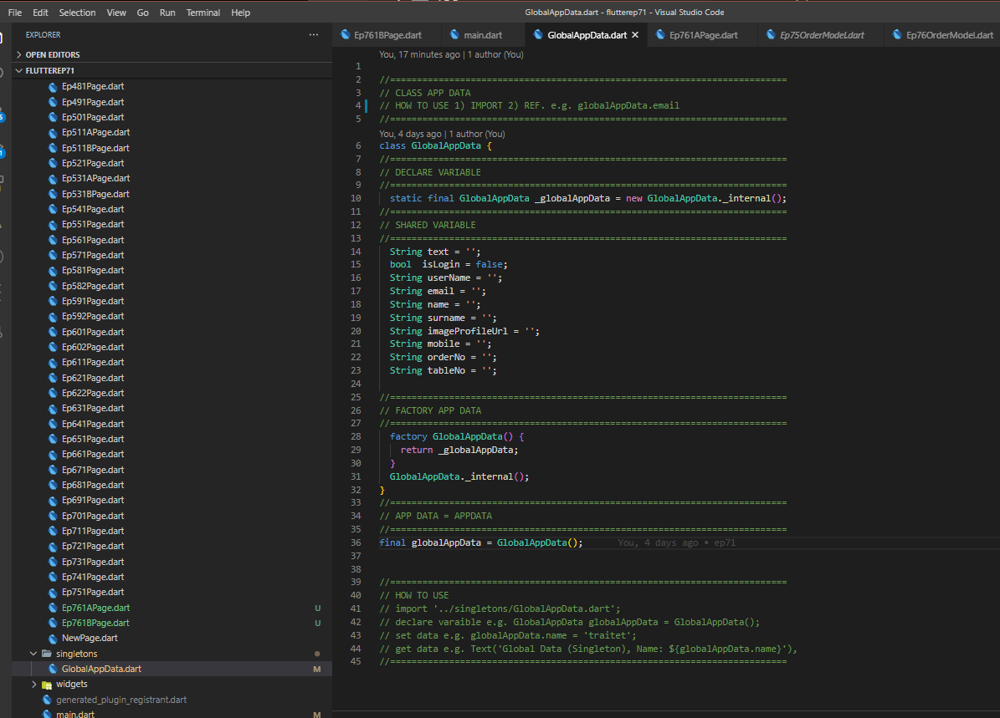 File Edit Selection View Go Run Terminal Help
GlobalAppData.dart - flutterep71 - Visual Studio Code
EXPLORER
···
OPEN EDITORS
FLUTTEREP71
Ep481Page.dart
Ep491Page.dart
Ep501Page.dart
Ep511APage.dart
Ep511BPage.dart
Ep521Page.dart
Ep531APage.dart
Ep531BPage.dart
Ep541Page.dart
Ep551Page.dart
Ep561Page.dart
Ep571Page.dart
Ep581Page.dart
Ep582Page.dart
Ep591Page.dart
Ep592Page.dart
Ep601Page.dart
Ep602Page.dart
Ep611Page.dart
Ep621Page.dart
Ep622Page.dart
Ep631Page.dart
Ep641Page.dart
Ep651Page.dart
Ep661Page.dart
Ep671Page.dart
Ep681Page.dart
Ep691Page.dart
Ep701Page.dart
Ep711Page.dart
Ep721Page.dart
Ep731Page.dart
Ep741Page.dart
Ep751Page.dart
Ep761APage.dart U
Ep761BPage.dart U
NewPage.dart
singletons
GlobalAppData.dart M
widgets
generated_plugin_registrant.dart
main.dart M
Ep761BPage.dart main.dart GlobalAppData.dart Ep761APage.dart Ep75OrderModel.dart Ep76OrderModel.dart
You, 17 minutes ago | 1 author (You)
1
2 //==========================================================================
3 // CLASS APP DATA
4 // HOW TO USE 1) IMPORT 2) REF. e.g. globalAppData.email
5 //==========================================================================
You, 4 days ago | 1 author (You)
6 class GlobalAppData {
7 //==========================================================================
8 // DECLARE VARIABLE
9 //==========================================================================
10 static final GlobalAppData _globalAppData = new GlobalAppData._internal();
11 //==========================================================================
12 // SHARED VARIABLE
13 //==========================================================================
14 String text = '';
15 bool  isLogin = false;
16 String userName = '';
17 String email = '';
18 String name = '';
19 String surname = '';
20 String imageProfileUrl = '';
21 String mobile = '';
22 String orderNo = '';
23 String tableNo = '';
24
25 //==========================================================================
26 // FACTORY APP DATA
27 //==========================================================================
28 factory GlobalAppData() {
29 return _globalAppData;
30 }
31 GlobalAppData._internal();
32 }
33 //==========================================================================
34 // APP DATA = APPDATA
35 //==========================================================================
36 final globalAppData = GlobalAppData(); You, 4 days ago • ep71
37
38
39 //==========================================================================
40 // HOW TO USE
41 // import '../singletons/GlobalAppData.dart';
42 // declare varaible e.g. GlobalAppData globalAppData = GlobalAppData();
43 // set data e.g. globalAppData.name = 'traitet';
44 // get data e.g. Text('Global Data (Singleton), Name: ${globalAppData.name}'),
45 //==========================================================================